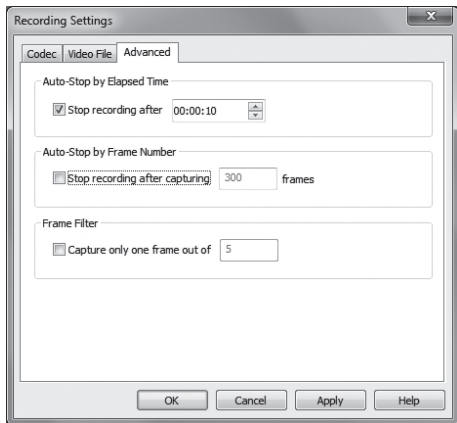 Recording Settings
Codec Video File Advanced
Auto-Stop by Elapsed Time
Stop recording after 00:00:10
Auto-Stop by Frame Number
Stop recording after capturing 300 frames
Frame Filter
Capture only one frame out of 5
OK Cancel Apply Help